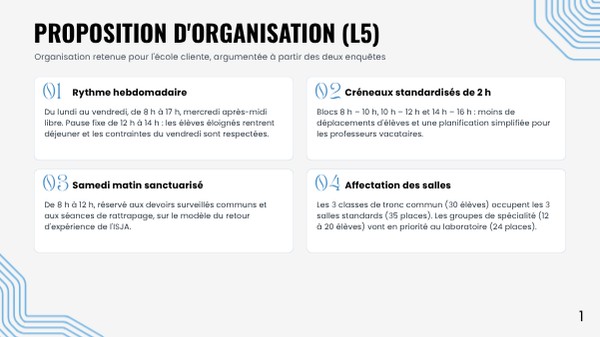 PROPOSITION D'ORGANISATION (L5)
Organisation retenue pour l'école cliente, argumentée à partir des deux enquêtes
01 Rythme hebdomadaire
Du lundi au vendredi, de 8 h à 17 h, mercredi après-midi
libre. Pause fixe de 12 h à 14 h : les élèves éloignés rentrent
déjeuner et les contraintes du vendredi sont respectées.
02 Créneaux standardisés de 2 h
Blocs 8 h – 10 h, 10 h – 12 h et 14 h – 16 h : moins de
déplacements d'élèves et une planification simplifiée pour
les professeurs vacataires.
03 Samedi matin sanctuarisé
De 8 h à 12 h, réservé aux devoirs surveillés communs et
aux séances de rattrapage, sur le modèle du retour
d'expérience de l'ISJA.
04 Affectation des salles
Les 3 classes de tronc commun (30 élèves) occupent les 3
salles standards (35 places). Les groupes de spécialité (12
à 20 élèves) vont en priorité au laboratoire (24 places).
1